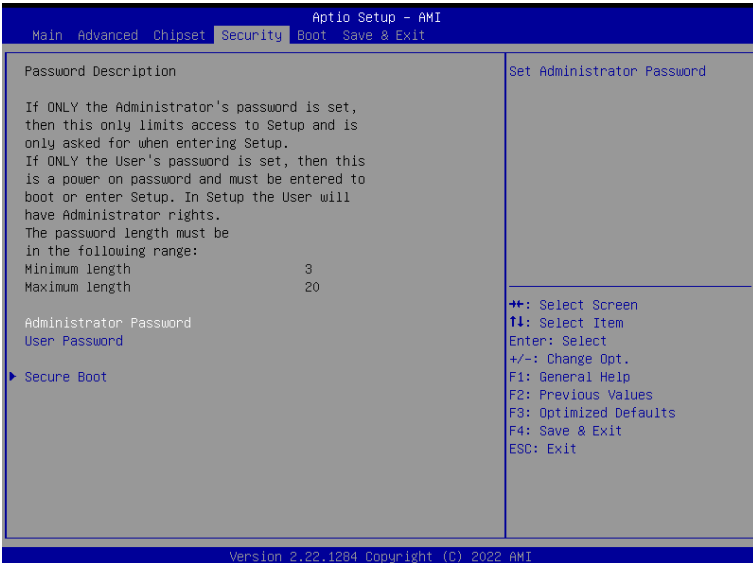 Aptio Setup – AMI
Main Advanced Chipset Security Boot Save & Exit
Password Description
If ONLY the Administrator's password is set,
then this only limits access to Setup and is
only asked for when entering Setup.
If ONLY the User's password is set, then this
is a power on password and must be entered to
boot or enter Setup. In Setup the User will
have Administrator rights.
The password length must be
in the following range:
Minimum length 3
Maximum length 20
Administrator Password
User Password
▶ Secure Boot
Set Administrator Password
→←: Select Screen
↑↓: Select Item
Enter: Select
+/-: Change Opt.
F1: General Help
F2: Previous Values
F3: Optimized Defaults
F4: Save & Exit
ESC: Exit
Version 2.22.1284 Copyright (C) 2022 AMI